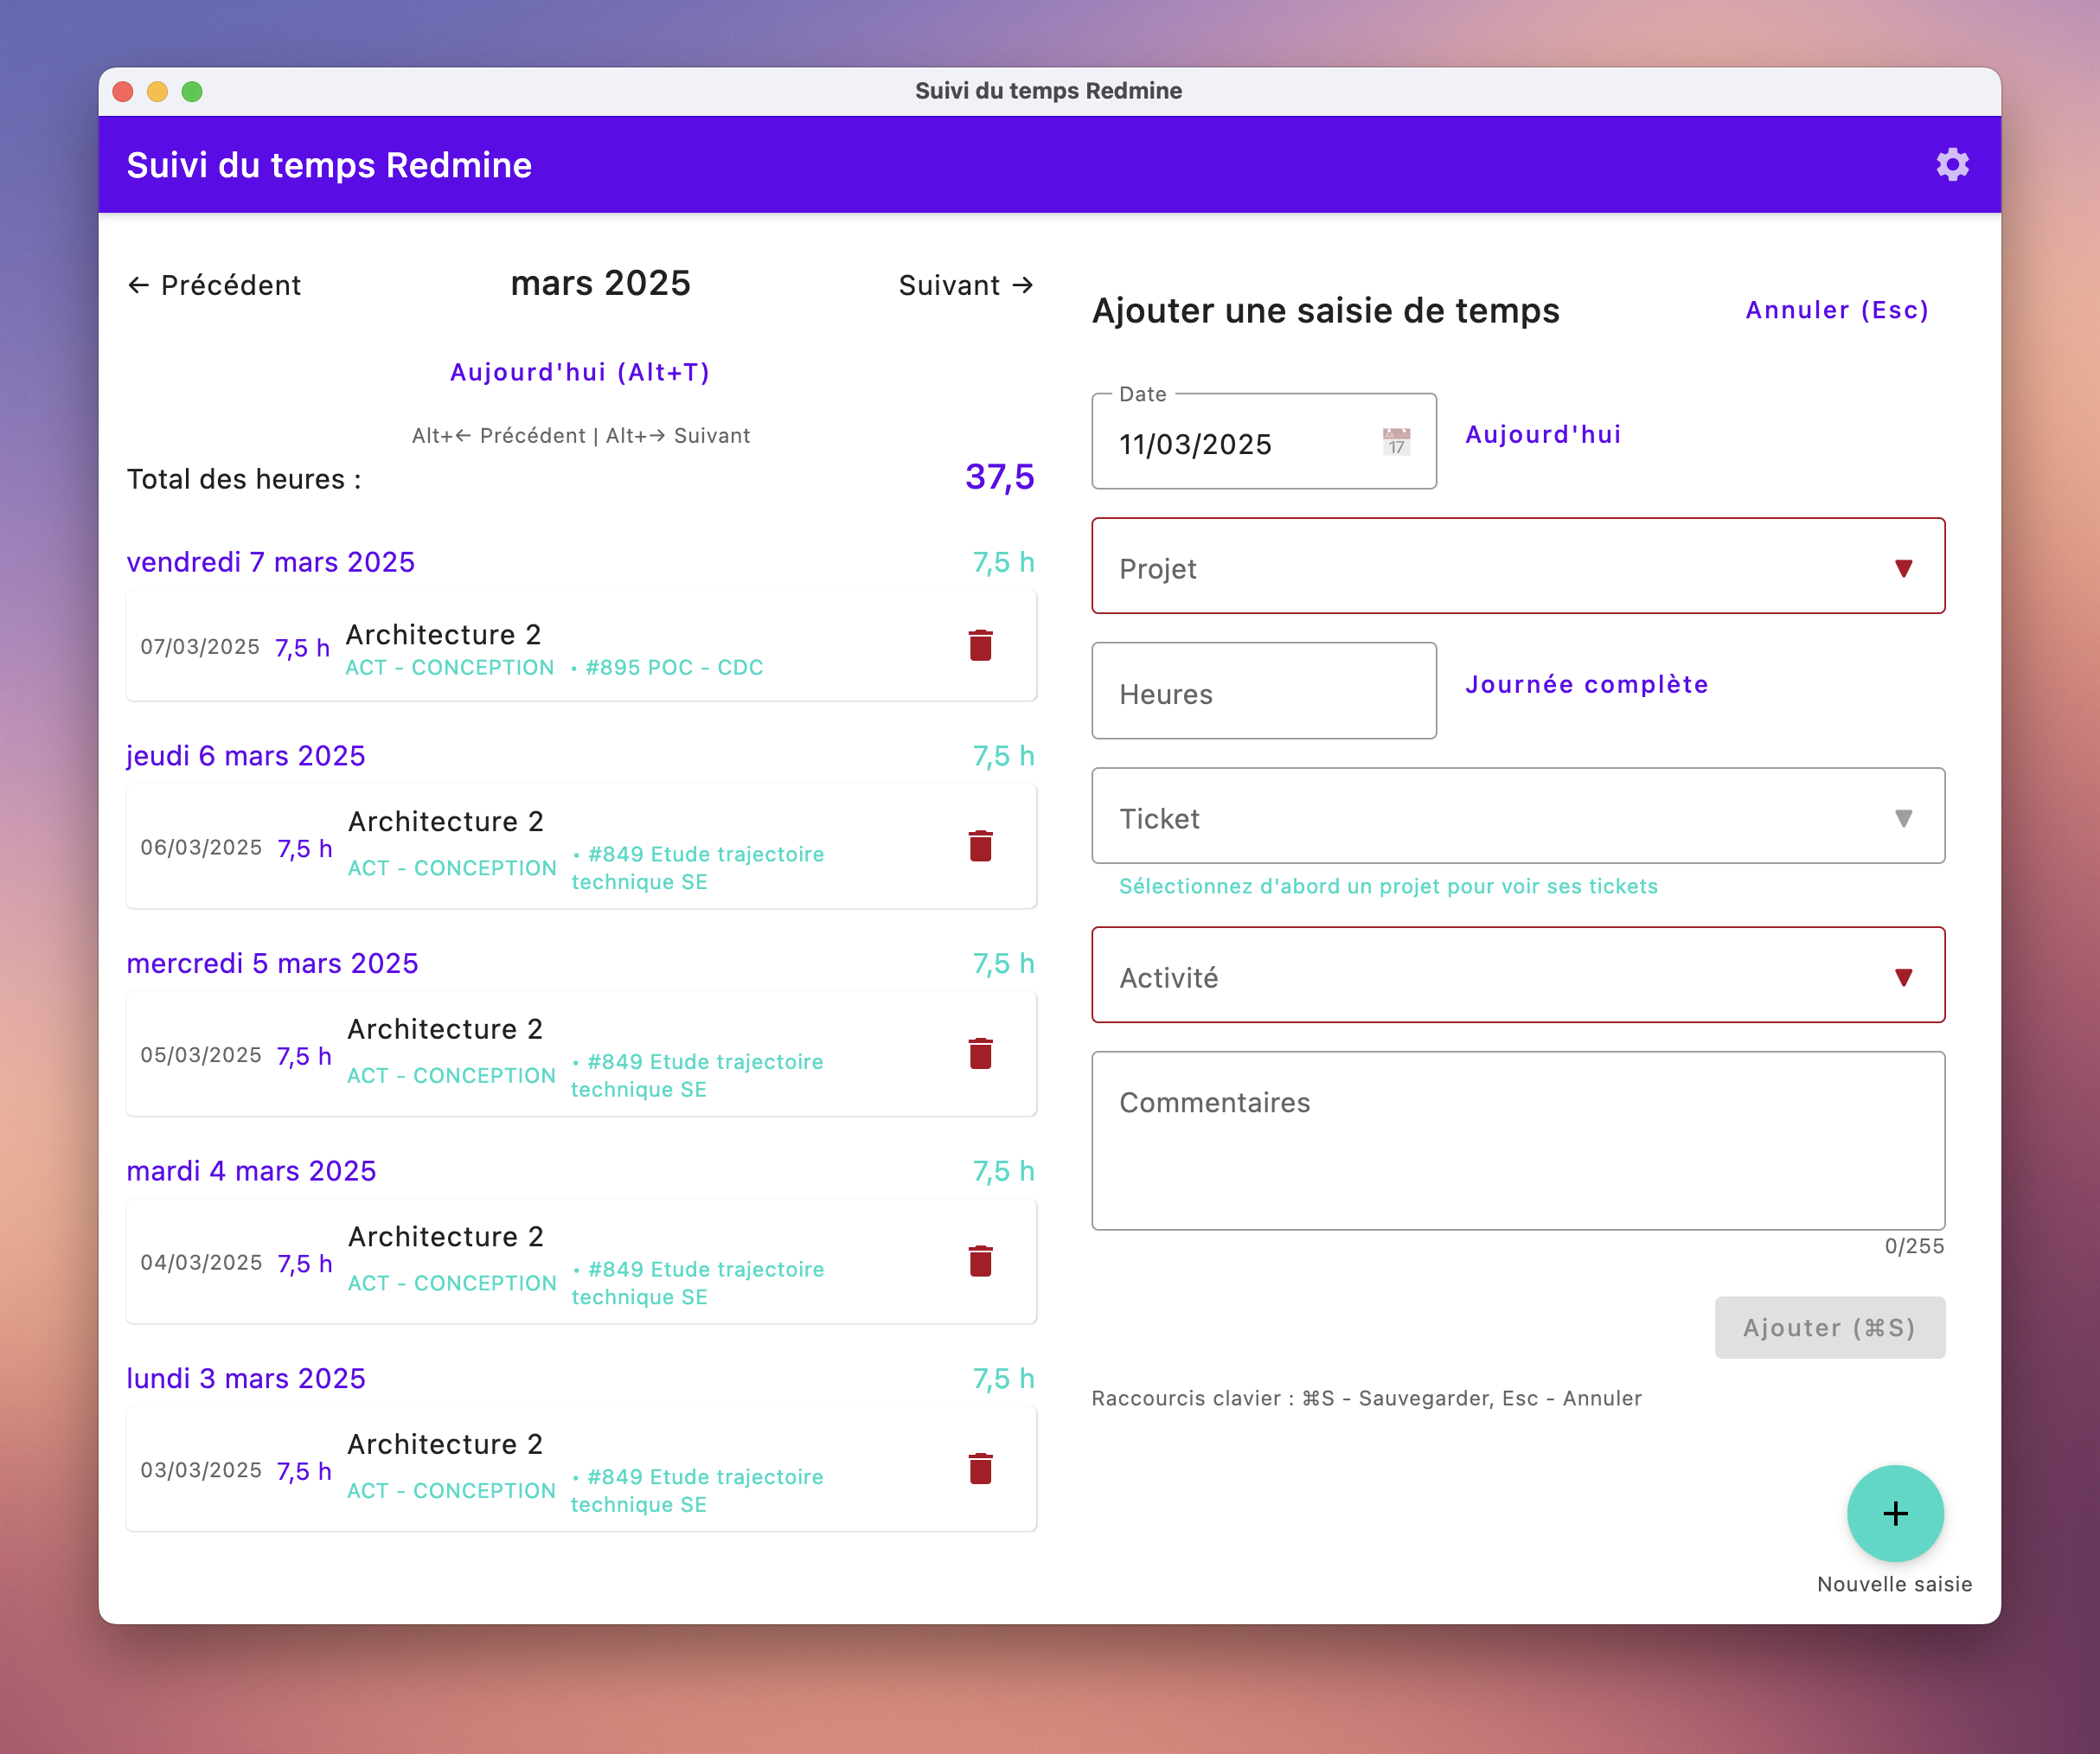 Suivi du temps Redmine
Suivi du temps Redmine
← Précédent
mars 2025
Suivant →
Aujourd'hui (Alt+T)
Alt+← Précédent | Alt+→ Suivant
Total des heures :
37,5
vendredi 7 mars 2025
7,5 h
07/03/2025
7,5 h
Architecture 2
ACT - CONCEPTION
• #895 POC - CDC
jeudi 6 mars 2025
7,5 h
06/03/2025
7,5 h
Architecture 2
ACT - CONCEPTION
• #849 Etude trajectoire
technique SE
mercredi 5 mars 2025
7,5 h
05/03/2025
7,5 h
Architecture 2
ACT - CONCEPTION
• #849 Etude trajectoire
technique SE
mardi 4 mars 2025
7,5 h
04/03/2025
7,5 h
Architecture 2
ACT - CONCEPTION
• #849 Etude trajectoire
technique SE
lundi 3 mars 2025
7,5 h
03/03/2025
7,5 h
Architecture 2
ACT - CONCEPTION
• #849 Etude trajectoire
technique SE
Ajouter une saisie de temps
Annuler (Esc)
Date
11/03/2025
17
Aujourd'hui
Projet
Heures
Journée complète
Ticket
Sélectionnez d'abord un projet pour voir ses tickets
Activité
Commentaires
0/255
Ajouter (⌘S)
Raccourcis clavier : ⌘S - Sauvegarder, Esc - Annuler
+
Nouvelle saisie